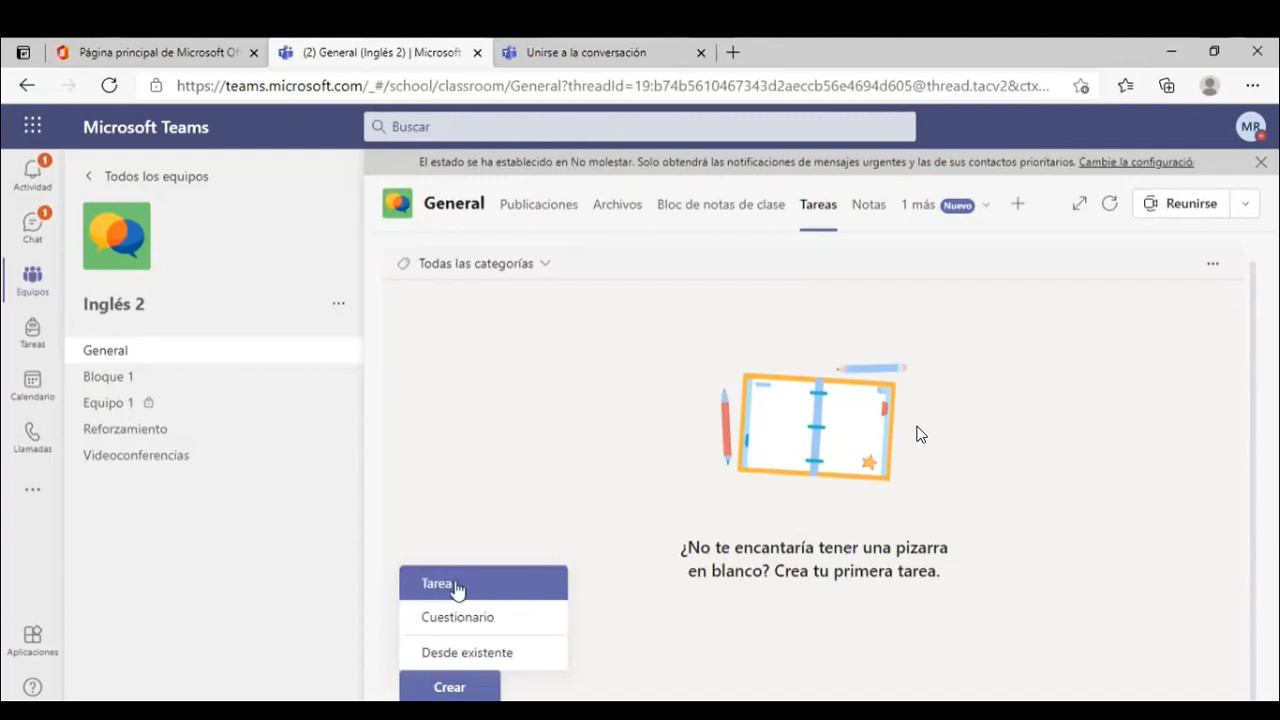 Página principal de Microsoft Of
(2) General (Inglés 2) | Microsoft
Unirse a la conversación
https://teams.microsoft.com/_#/school/classroom/General?threadId=19:b74b5610467343d2aeccb56e4694d605@thread.tacv2&ctx...
Microsoft Teams
Buscar
MR
El estado se ha establecido en No molestar. Solo obtendrá las notificaciones de mensajes urgentes y las de sus contactos prioritarios. Cambie la configuració
1
Actividad
1
Chat
Equipos
Tareas
Calendario
Llamadas
Aplicaciones
Todos los equipos
Inglés 2
General
Bloque 1
Equipo 1
Reforzamiento
Videoconferencias
General Publicaciones Archivos Bloc de notas de clase Tareas Notas 1 más Nuevo
Reunirse
Todas las categorías
¿No te encantaría tener una pizarra
en blanco? Crea tu primera tarea.
Tarea
Cuestionario
Desde existente
Crear